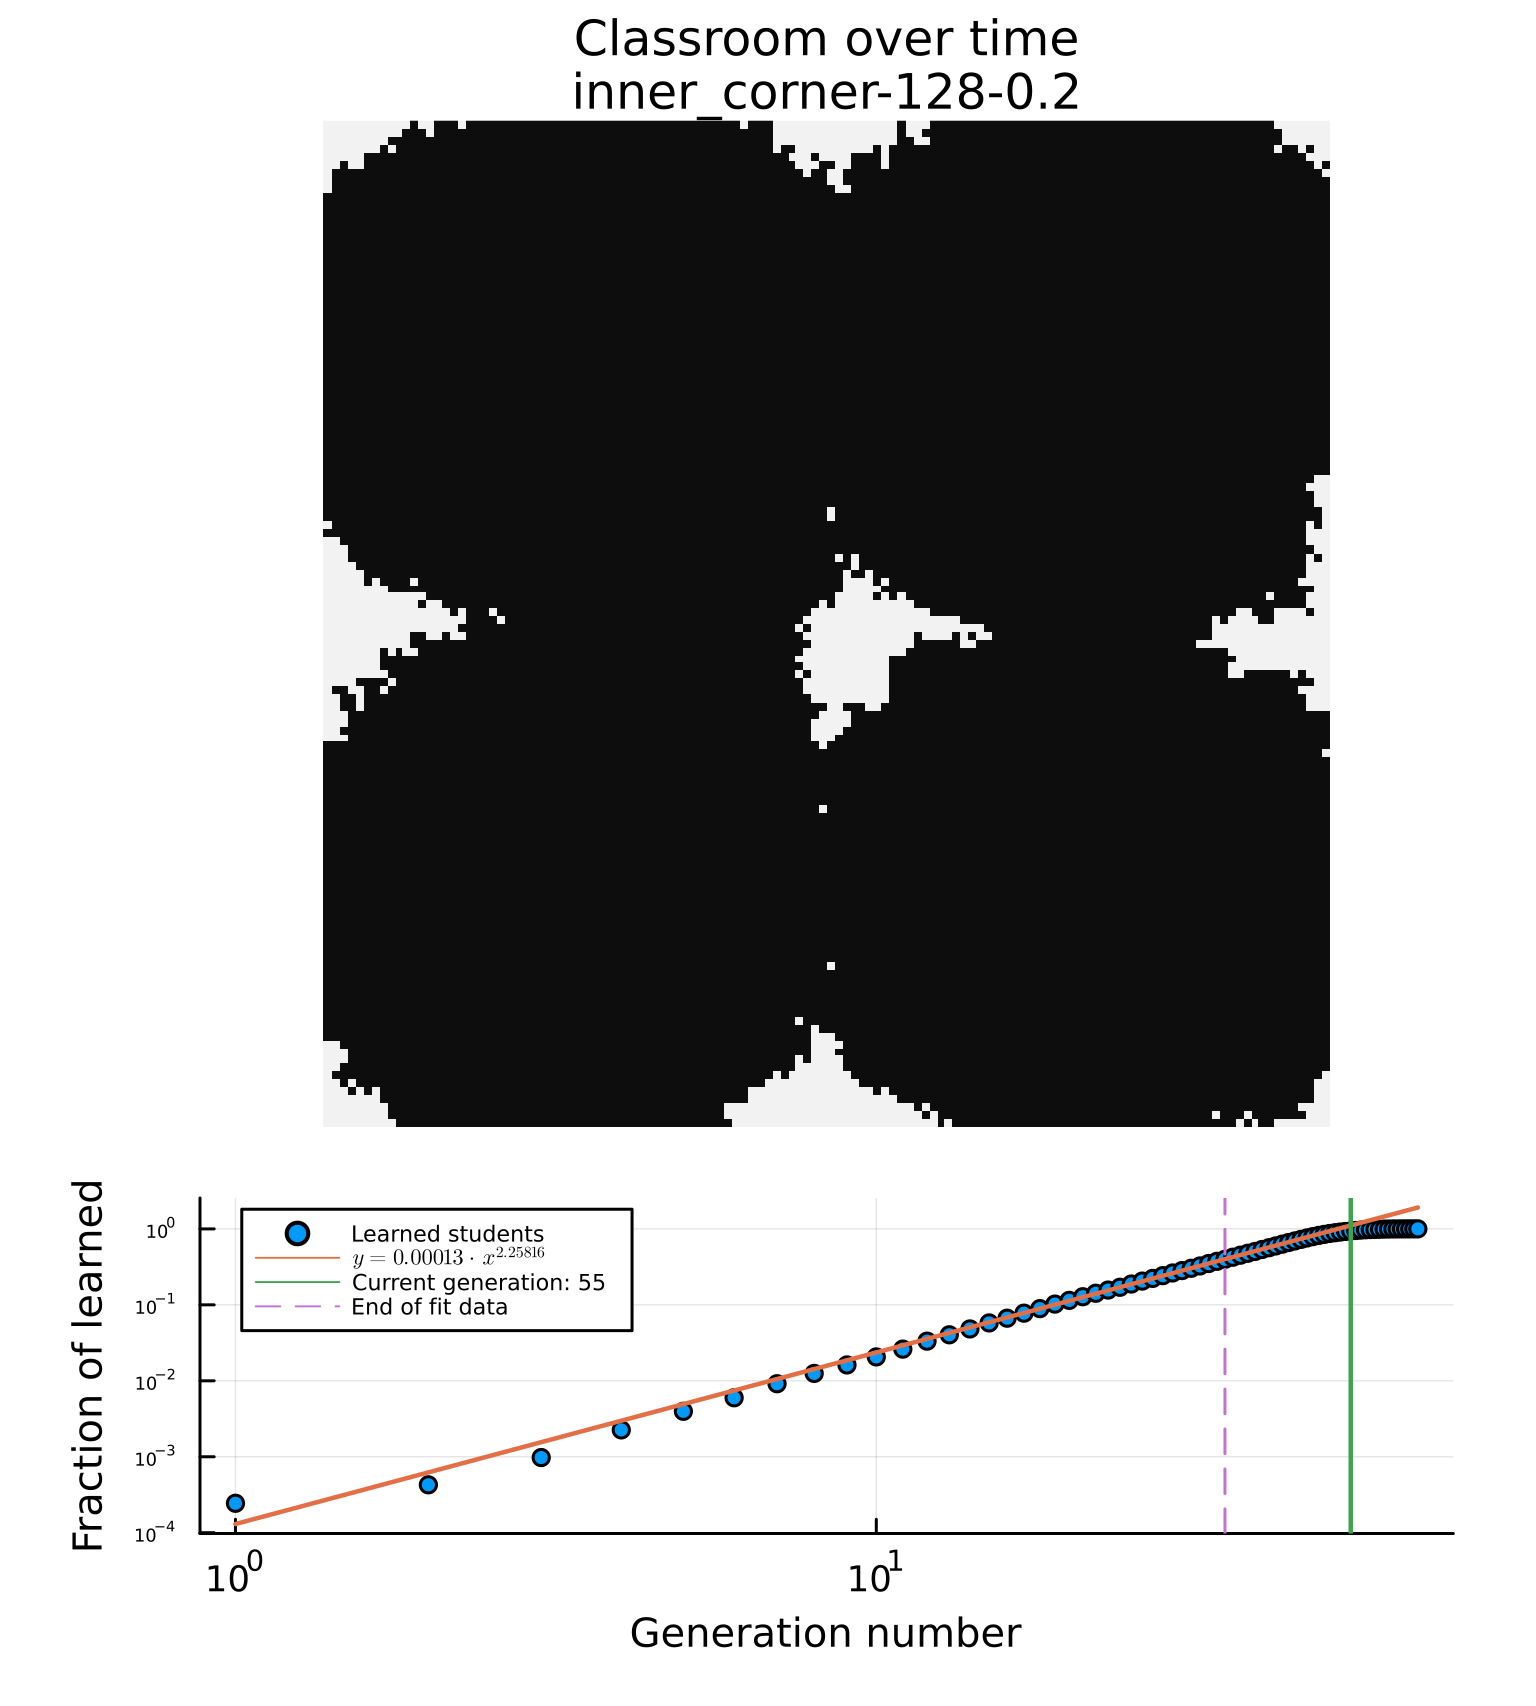 Classroom over time
inner_corner-128-0.2
Fraction of learned
10^0
10^-1
10^-2
10^-3
10^-4
Learned students
y = 0.00013 · x^2.25816
Current generation: 55
End of fit data
10^0
10^1
Generation number